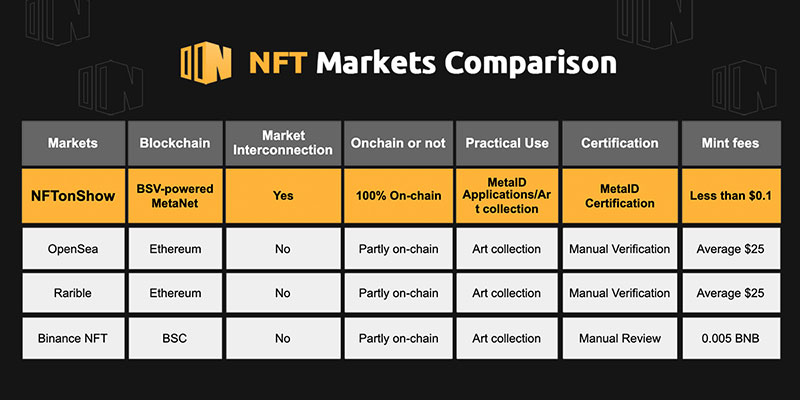 NFT Markets Comparison
Markets Blockchain Market Interconnection Onchain or not Practical Use Certification Mint fees
NFTonShow BSV-powered MetaNet Yes 100% On-chain MetaID Applications/Ar t collection MetaID Certification Less than $0.1
OpenSea Ethereum No Partly on-chain Art collection Manual Verification Average $25
Rarible Ethereum No Partly on-chain Art collection Manual Verification Average $25
Binance NFT BSC No Partly on-chain Art collection Manual Review 0.005 BNB